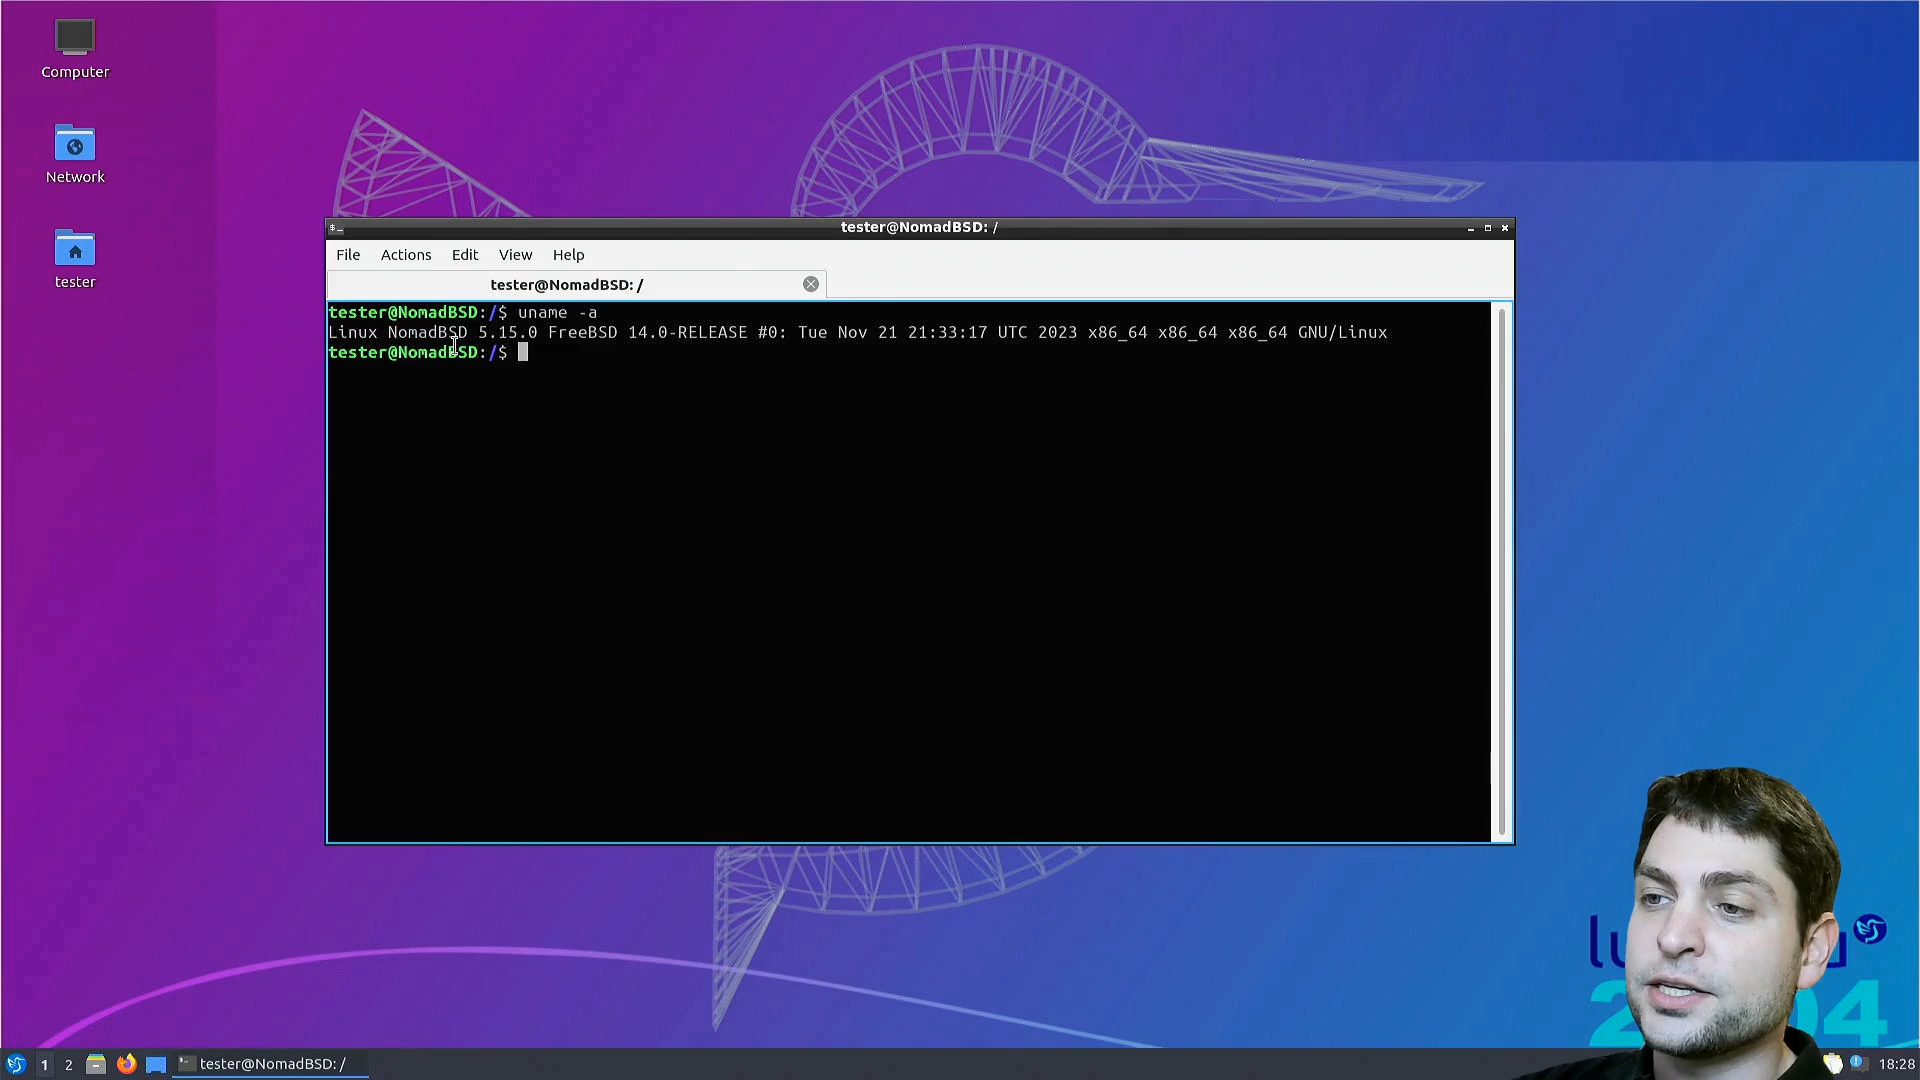 Computer
Network
tester
tester@NomadBSD: /
File Actions Edit View Help
tester@NomadBSD: /
tester@NomadBSD:/$ uname -a
Linux NomadBSD 5.15.0 FreeBSD 14.0-RELEASE #0: Tue Nov 21 21:33:17 UTC 2023 x86_64 x86_64 x86_64 GNU/Linux
tester@NomadBSD:/$
1 2 tester@NomadBSD: / 18:28